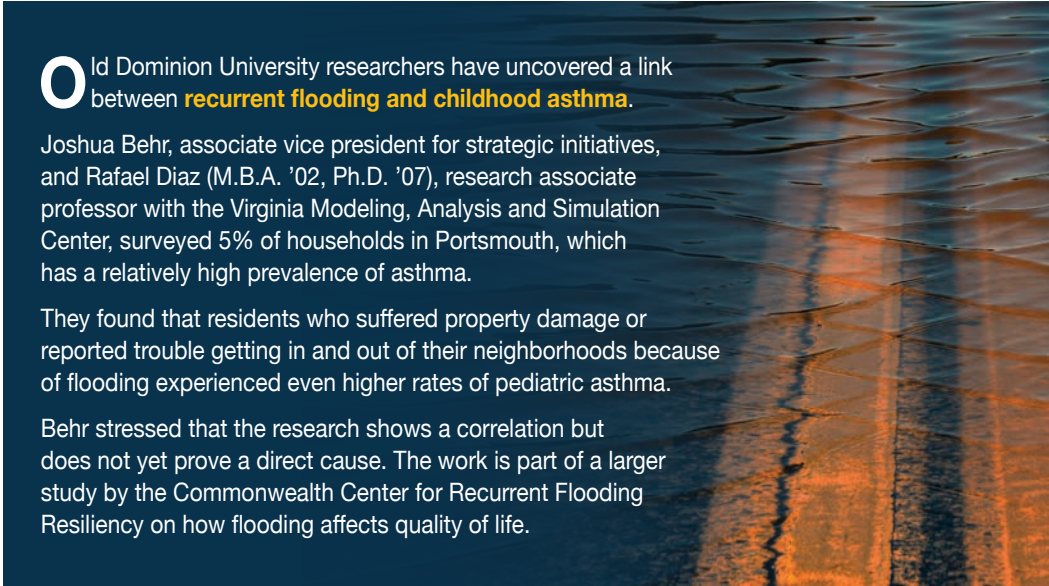 Old Dominion University researchers have uncovered a link
between recurrent flooding and childhood asthma.
Joshua Behr, associate vice president for strategic initiatives,
and Rafael Diaz (M.B.A. ’02, Ph.D. ’07), research associate
professor with the Virginia Modeling, Analysis and Simulation
Center, surveyed 5% of households in Portsmouth, which
has a relatively high prevalence of asthma.
They found that residents who suffered property damage or
reported trouble getting in and out of their neighborhoods because
of flooding experienced even higher rates of pediatric asthma.
Behr stressed that the research shows a correlation but
does not yet prove a direct cause. The work is part of a larger
study by the Commonwealth Center for Recurrent Flooding
Resiliency on how flooding affects quality of life.